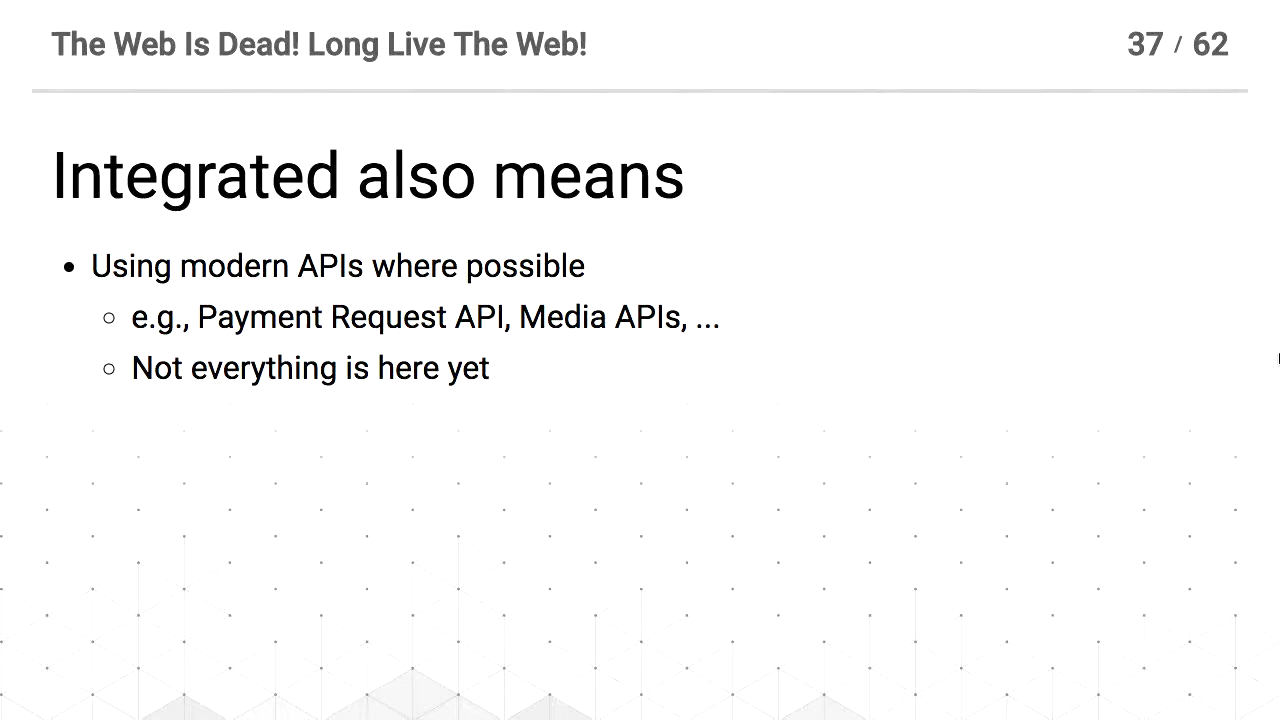 The Web Is Dead! Long Live The Web!
37 / 62
Integrated also means
• Using modern APIs where possible
○ e.g., Payment Request API, Media APIs, ...
○ Not everything is here yet